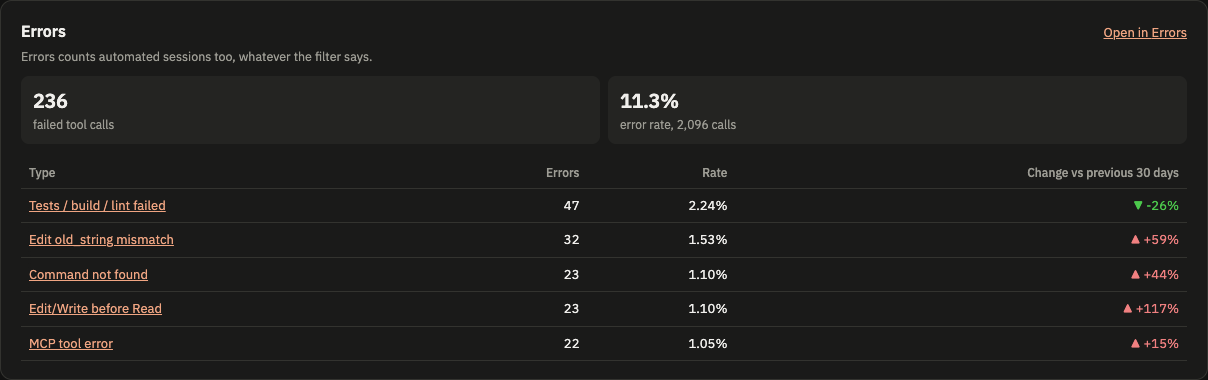 Errors
Open in Errors
Errors counts automated sessions too, whatever the filter says.
236
failed tool calls
11.3%
error rate, 2,096 calls
Type Errors Rate Change vs previous 30 days
Tests / build / lint failed 47 2.24% ▼ -26%
Edit old_string mismatch 32 1.53% ▲ +59%
Command not found 23 1.10% ▲ +44%
Edit/Write before Read 23 1.10% ▲ +117%
MCP tool error 22 1.05% ▲ +15%